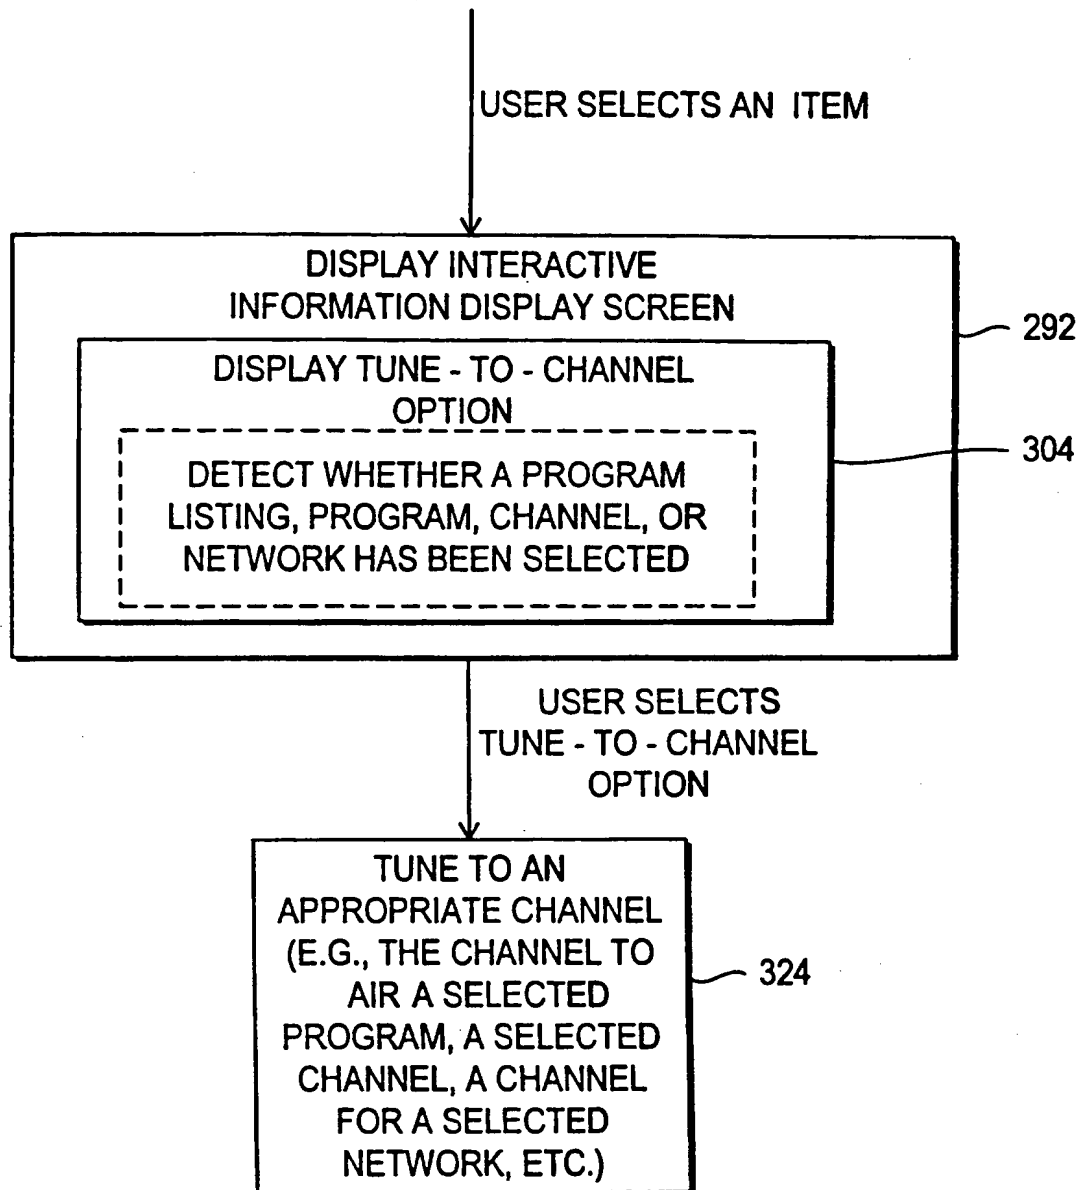 USER SELECTS AN ITEM
DISPLAY INTERACTIVE
INFORMATION DISPLAY SCREEN
292
DISPLAY TUNE - TO - CHANNEL
OPTION
304
DETECT WHETHER A PROGRAM
LISTING, PROGRAM, CHANNEL, OR
NETWORK HAS BEEN SELECTED
USER SELECTS
TUNE - TO - CHANNEL
OPTION
TUNE TO AN
APPROPRIATE CHANNEL
(E.G., THE CHANNEL TO
AIR A SELECTED
PROGRAM, A SELECTED
CHANNEL, A CHANNEL
FOR A SELECTED
NETWORK, ETC.)
324